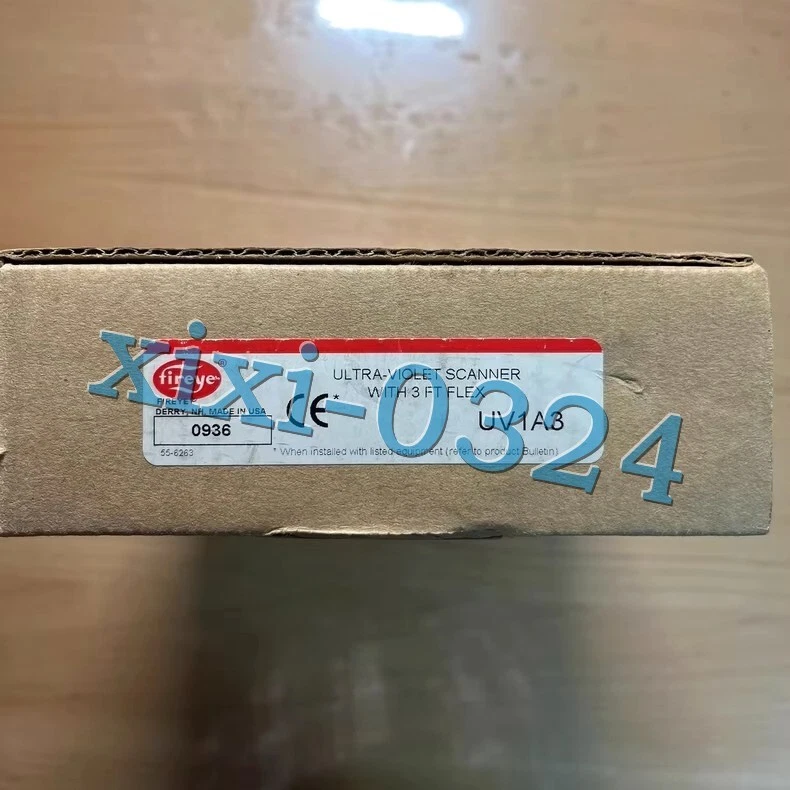 fireye®
ULTRA-VIOLET SCANNER
WITH 3 FT FLEX
FIREYE
DERRY, NH, MADE IN USA
CE*
UV1A3
0936
55-6263
* When installed with listed equipment (refer to product Bulletin)
xixi-0324